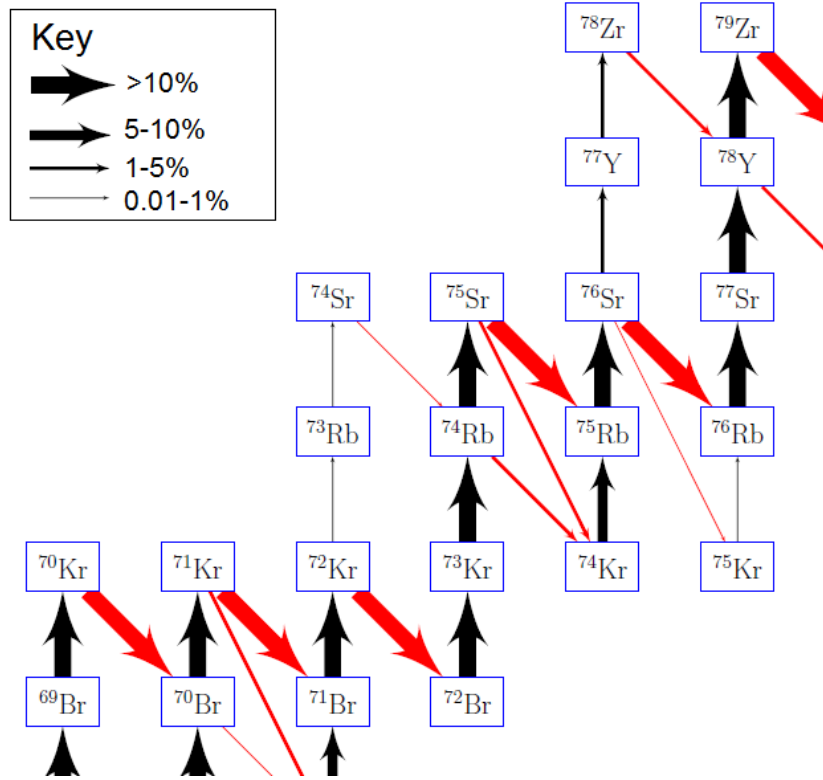 Key
>10%
5-10%
1-5%
0.01-1%
⁷⁸Zr
⁷⁹Zr
⁷⁷Y
⁷⁸Y
⁷⁴Sr
⁷⁵Sr
⁷⁶Sr
⁷⁷Sr
⁷³Rb
⁷⁴Rb
⁷⁵Rb
⁷⁶Rb
⁷⁰Kr
⁷¹Kr
⁷²Kr
⁷³Kr
⁷⁴Kr
⁷⁵Kr
⁶⁹Br
⁷⁰Br
⁷¹Br
⁷²Br